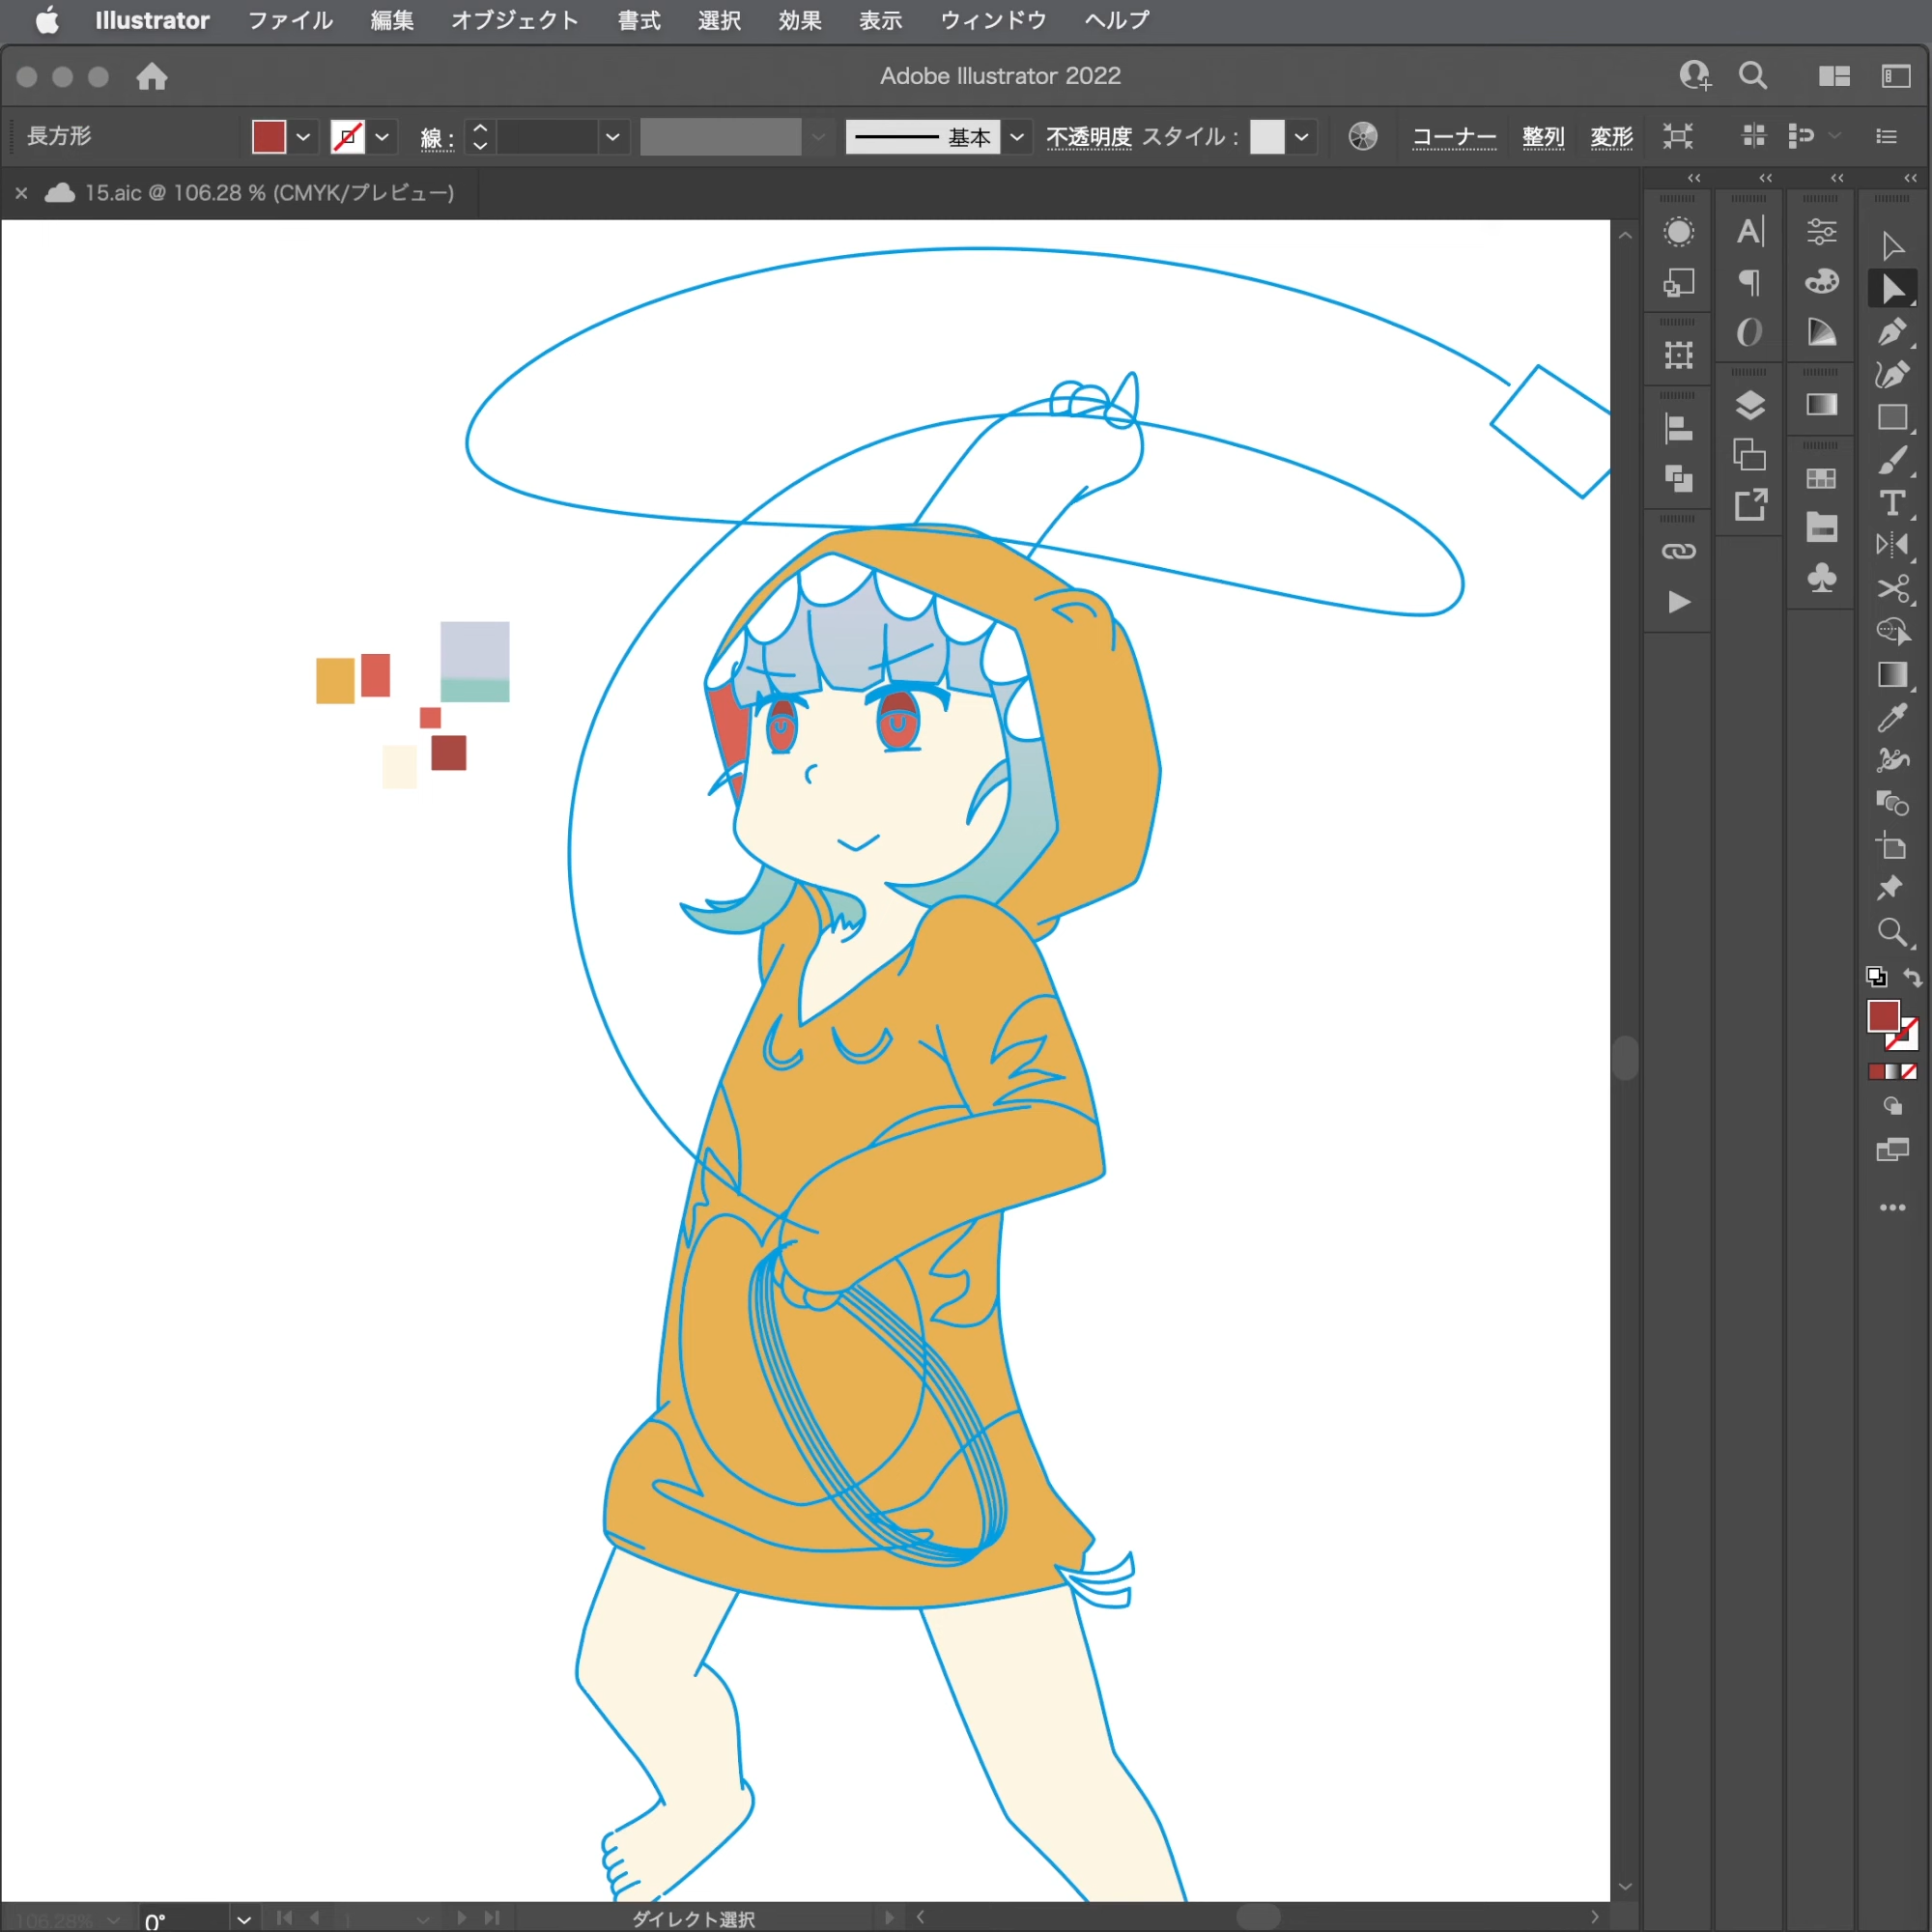 Illustrator ファイル 編集 オブジェクト 書式 選択 効果 表示 ウィンドウ ヘルプ
Adobe Illustrator 2022
長方形 線 : 基本 不透明度 スタイル : コーナー 整列 変形
15.aic @ 106.28 % (CMYK/プレビュー)
106.28% 0° 1 ダイレクト選択